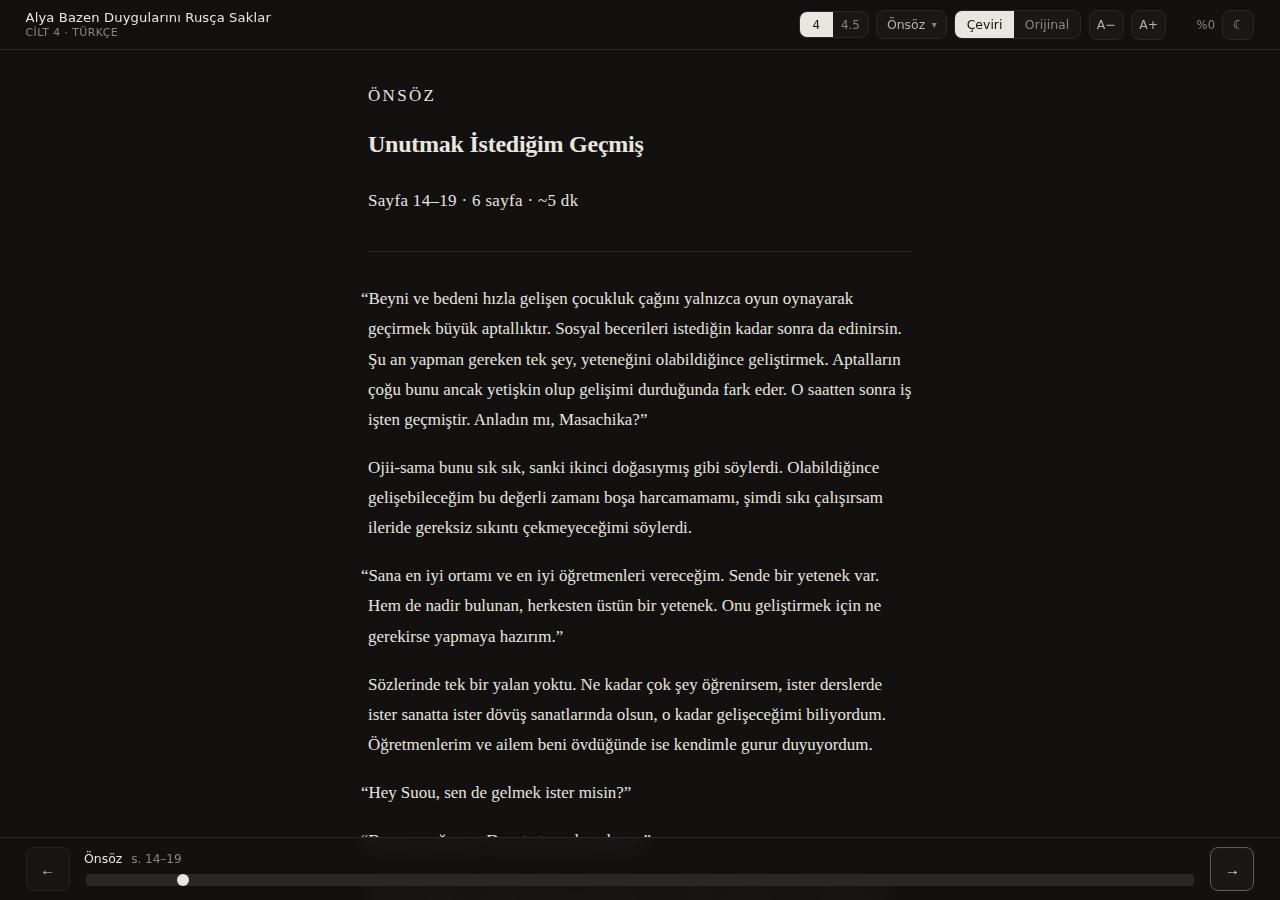 Alya Bazen Duygularını Rusça Saklar
CİLT 4 · TÜRKÇE
4 4.5 Önsöz ▾ Çeviri Orijinal A− A+ %0 ☾
ÖNSÖZ
Unutmak İstediğim Geçmiş
Sayfa 14–19 · 6 sayfa · ~5 dk
“Beyni ve bedeni hızla gelişen çocukluk çağını yalnızca oyun oynayarak
geçirmek büyük aptallıktır. Sosyal becerileri istediğin kadar sonra da edinirsin.
Şu an yapman gereken tek şey, yeteneğini olabildiğince geliştirmek. Aptalların
çoğu bunu ancak yetişkin olup gelişimi durduğunda fark eder. O saatten sonra iş
işten geçmiştir. Anladın mı, Masachika?”
Ojii-sama bunu sık sık, sanki ikinci doğasıymış gibi söylerdi. Olabildiğince
gelişebileceğim bu değerli zamanı boşa harcamamamı, şimdi sıkı çalışırsam
ileride gereksiz sıkıntı çekmeyeceğimi söylerdi.
“Sana en iyi ortamı ve en iyi öğretmenleri vereceğim. Sende bir yetenek var.
Hem de nadir bulunan, herkesten üstün bir yetenek. Onu geliştirmek için ne
gerekirse yapmaya hazırım.”
Sözlerinde tek bir yalan yoktu. Ne kadar çok şey öğrenirsem, ister derslerde
ister sanatta ister dövüş sanatlarında olsun, o kadar gelişeceğimi biliyordum.
Öğretmenlerim ve ailem beni övdüğünde ise kendimle gurur duyuyordum.
“Hey Suou, sen de gelmek ister misin?”
← Önsöz s. 14–19 →